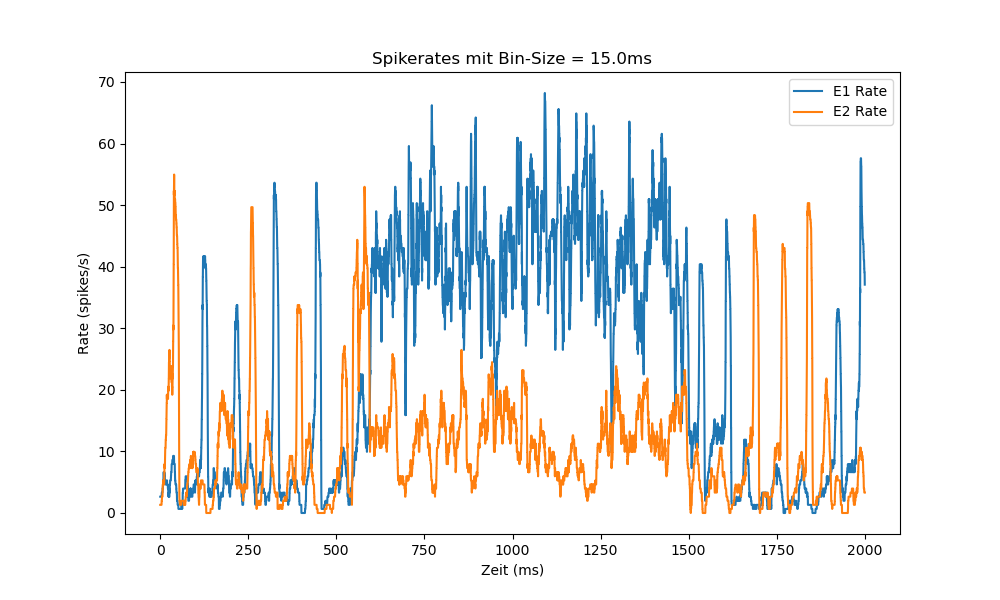 Spikerates mit Bin-Size = 15.0ms
E1 Rate
E2 Rate
70
60
50
40
30
20
10
0
Rate (spikes/s)
0 250 500 750 1000 1250 1500 1750 2000
Zeit (ms)